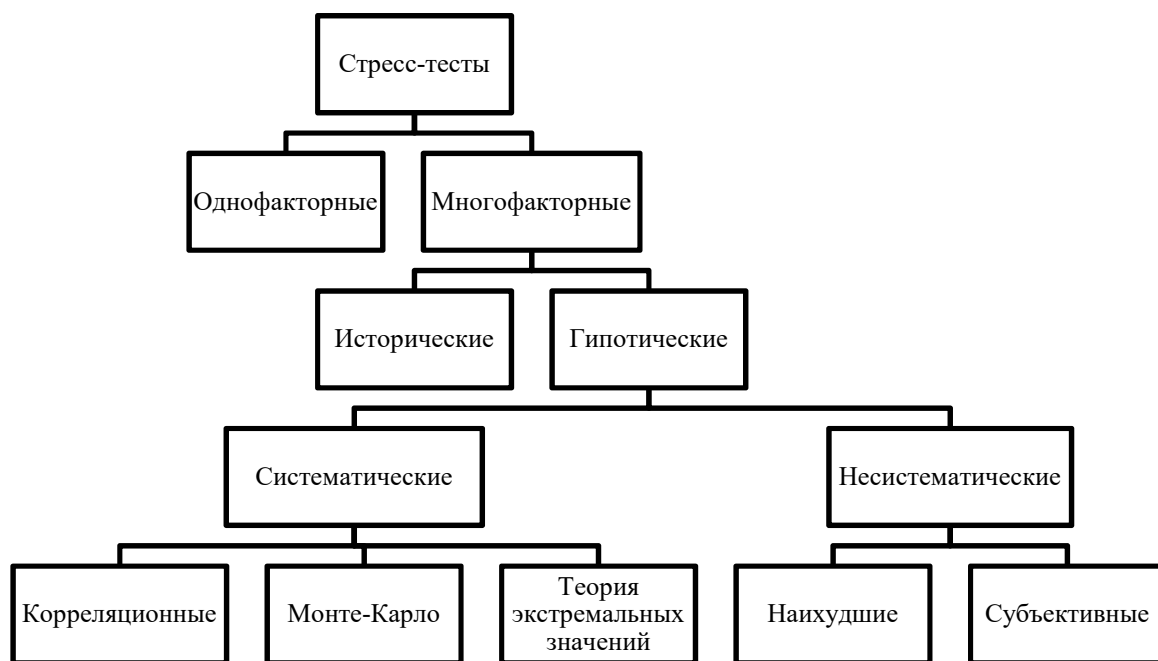 Стресс-тесты
Однофакторные
Многофакторные
Исторические
Гипотические
Систематические
Несистематические
Корреляционные
Монте-Карло
Теория
экстремальных
значений
Наихудшие
Субъективные